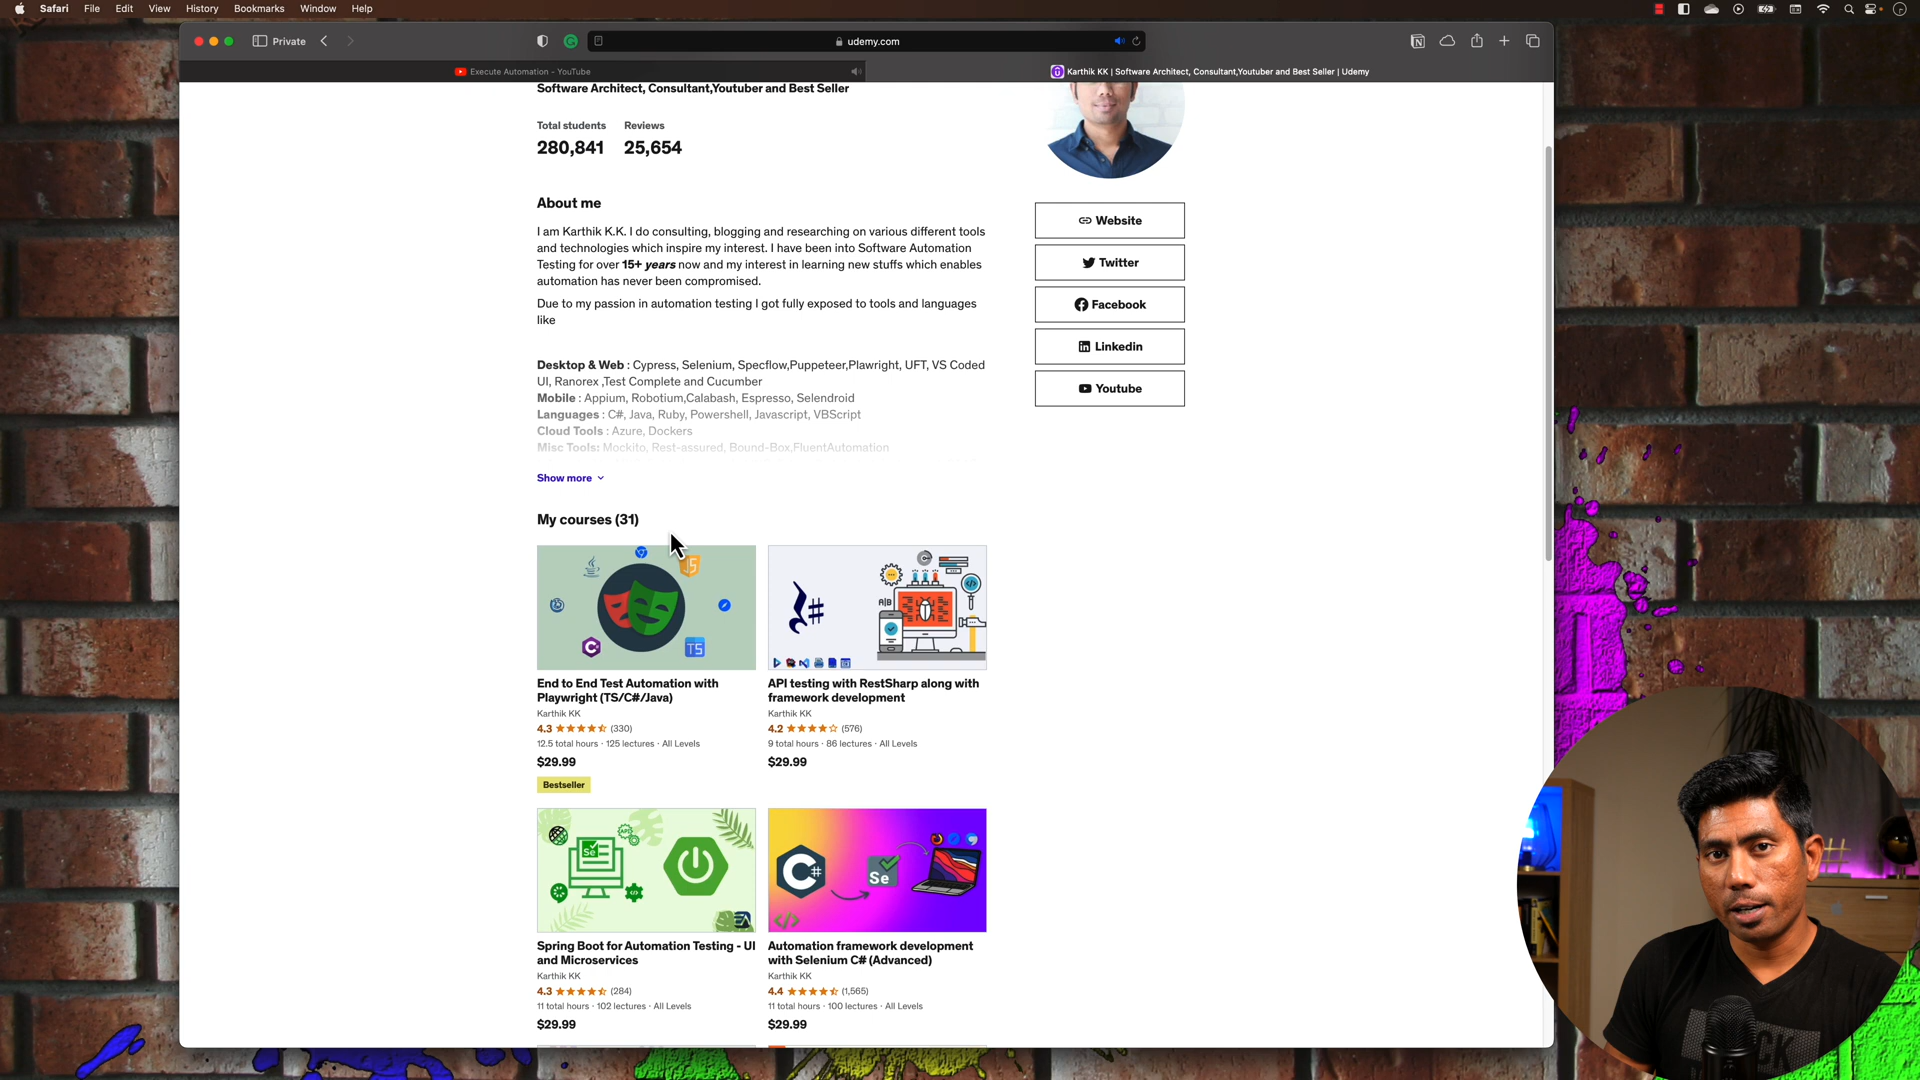 Safari File Edit View History Bookmarks Window Help
Private
udemy.com
Execute Automation - YouTube
Karthik KK | Software Architect, Consultant,Youtuber and Best Seller | Udemy
Software Architect, Consultant,Youtuber and Best Seller
Total students Reviews
280,841 25,654
About me
I am Karthik K.K. I do consulting, blogging and researching on various different tools
and technologies which inspire my interest. I have been into Software Automation
Testing for over 15+ years now and my interest in learning new stuffs which enables
automation has never been compromised.
Due to my passion in automation testing I got fully exposed to tools and languages
like
Desktop & Web : Cypress, Selenium, Specflow,Puppeteer,Plawright, UFT, VS Coded
UI, Ranorex ,Test Complete and Cucumber
Mobile : Appium, Robotium,Calabash, Espresso, Selendroid
Languages : C#, Java, Ruby, Powershell, Javascript, VBScript
Cloud Tools : Azure, Dockers
Misc Tools: Mockito, Rest-assured, Bound-Box,FluentAutomation
Show more
Website
Twitter
Facebook
Linkedin
Youtube
My courses (31)
JS
TS
C#
A|B
End to End Test Automation with
Playwright (TS/C#/Java)
Karthik KK
4.3 (330)
12.5 total hours · 125 lectures · All Levels
$29.99
Bestseller
API testing with RestSharp along with
framework development
Karthik KK
4.2 (576)
9 total hours · 86 lectures · All Levels
$29.99
Se
API
C#
Se
Spring Boot for Automation Testing - UI
and Microservices
Karthik KK
4.3 (284)
11 total hours · 102 lectures · All Levels
$29.99
Automation framework development
with Selenium C# (Advanced)
Karthik KK
4.4 (1,565)
11 total hours · 100 lectures · All Levels
$29.99